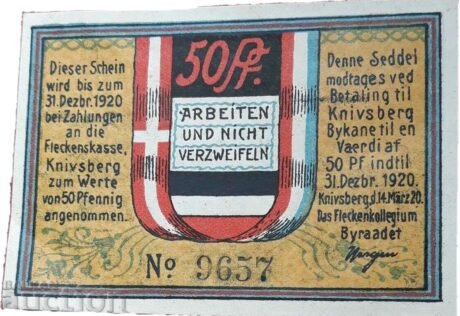 Dieser Schein
wird bis zum
31. Dezbr. 1920
bei Zahlungen
an die
Fleckenskasse,
Knivsberg
zum Werte
von 50 Pfennig
angenommen.
50 Pf.
ARBEITEN
UND NICHT
VERZWEIFELN
Denne Seddel
modtages ved
Betaling til
Knivsberg
Bykane til en
Vaerdi af
50 PF indtil
31. Dezbr. 1920.
Knivsberg, d. 14. März 20.
Das Fleckenkollegium
Byraadet
No 9657
auction